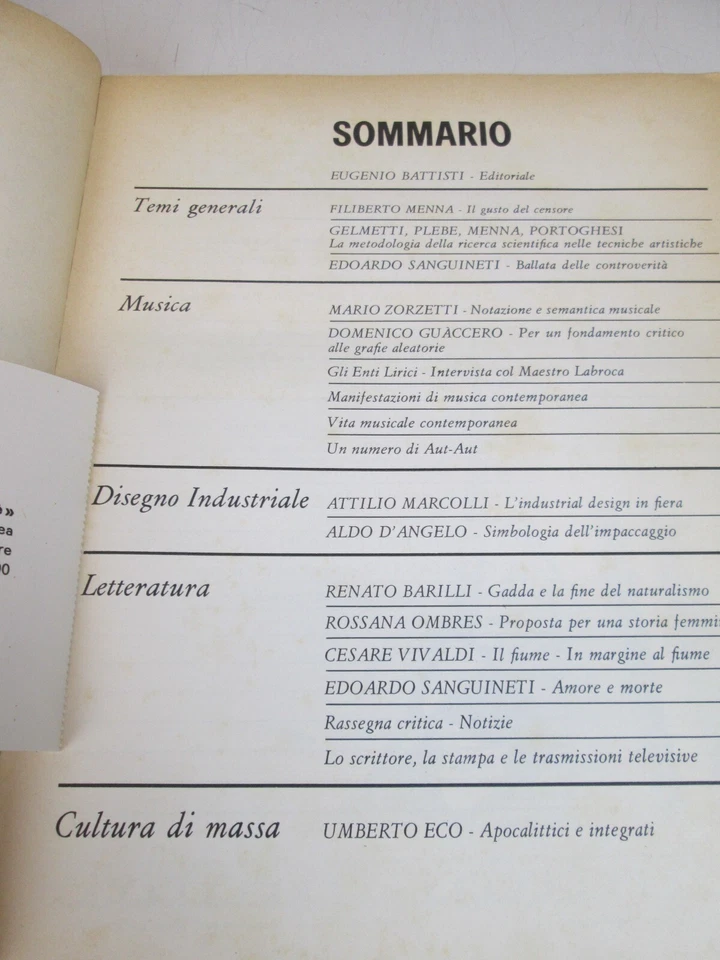 SOMMARIO
EUGENIO BATTISTI - Editoriale
Temi generali
FILIBERTO MENNA - Il gusto del censore
GELMETTI, PLEBE, MENNA, PORTOGHESI
La metodologia della ricerca scientifica nelle tecniche artistiche
EDOARDO SANGUINETI - Ballata delle controverità
Musica
MARIO ZORZETTI - Notazione e semantica musicale
DOMENICO GUÀCCERO - Per un fondamento critico
alle grafie aleatorie
Gli Enti Lirici - Intervista col Maestro Labroca
Manifestazioni di musica contemporanea
Vita musicale contemporanea
Un numero di Aut-Aut
Disegno Industriale
ATTILIO MARCOLLI - L'industrial design in fiera
ALDO D'ANGELO - Simbologia dell'impaccaggio
Letteratura
RENATO BARILLI - Gadda e la fine del naturalismo
ROSSANA OMBRES - Proposta per una storia femmi
CESARE VIVALDI - Il fiume - In margine al fiume
EDOARDO SANGUINETI - Amore e morte
Rassegna critica - Notizie
Lo scrittore, la stampa e le trasmissioni televisive
Cultura di massa
UMBERTO ECO - Apocalittici e integrati